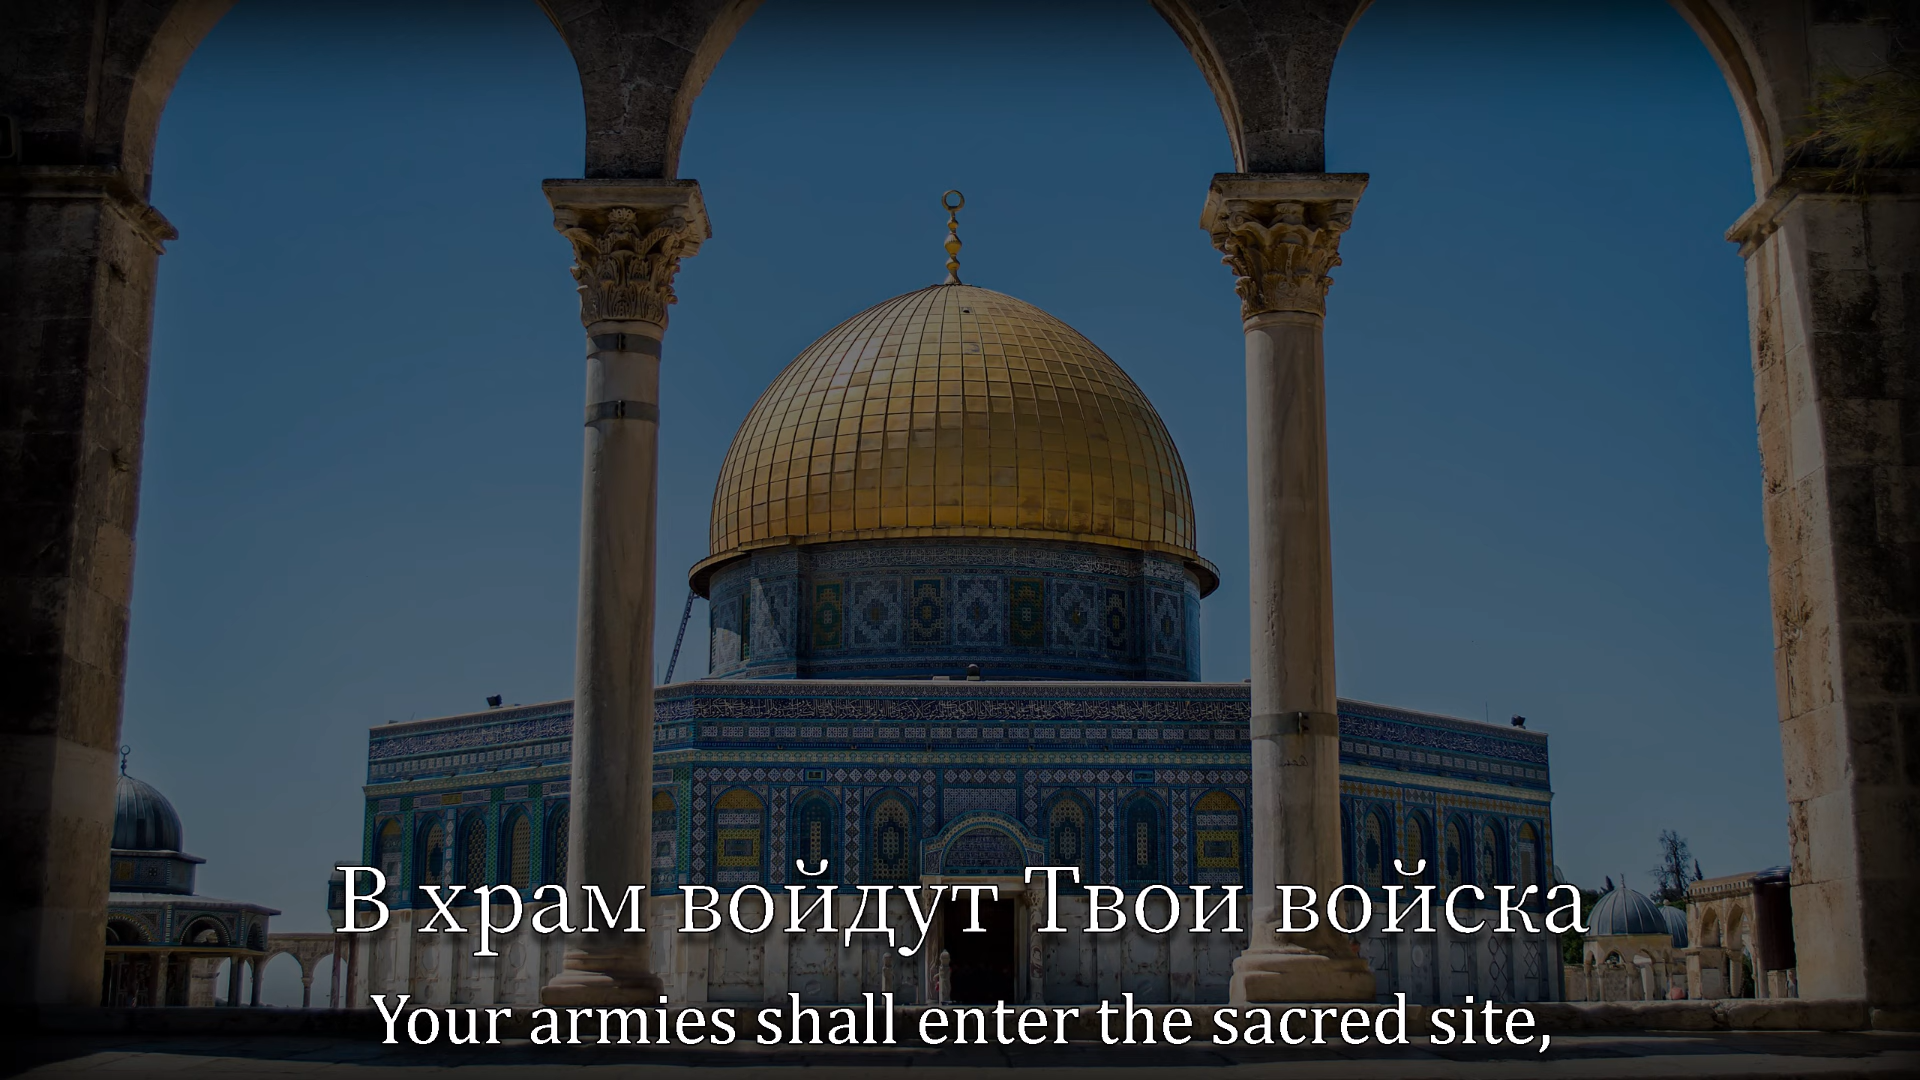 В храм войдут Твои войска
Your armies shall enter the sacred site,